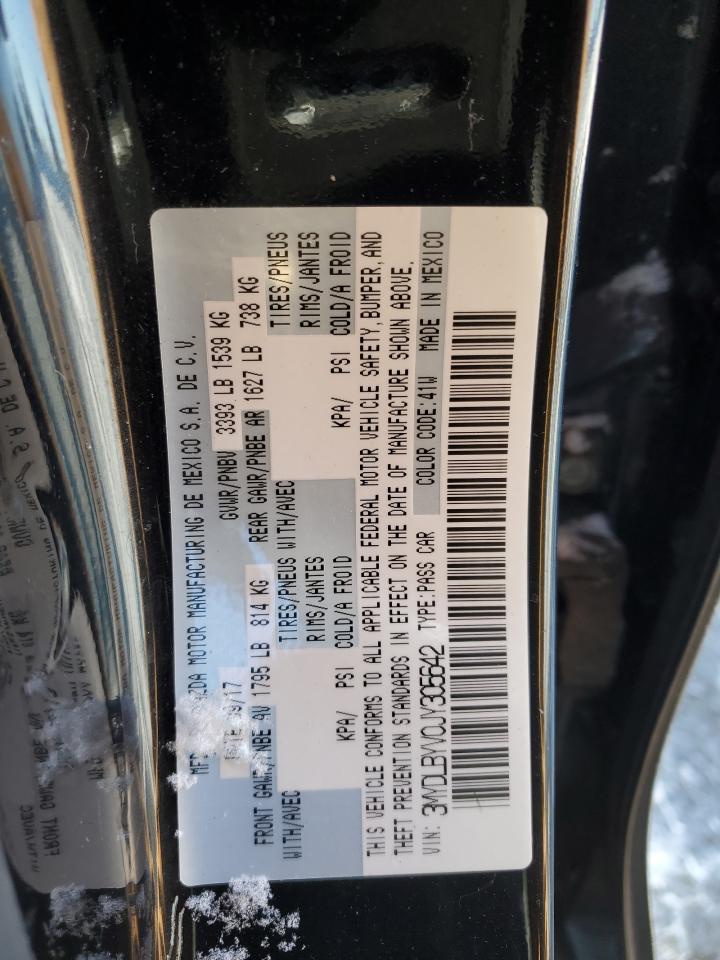 MAZDA MOTOR MANUFACTURING DE MEXICO S.A. DE C.V.
9/17 GVWR/PNBV 3393 LB 1539 KG
FRONT GAWR/PNBE AV 1795 LB 814 KG REAR GAWR/PNBE AR 1627 LB 738 KG
WITH/AVEC TIRES/PNEUS WITH/AVEC TIRES/PNEUS
RIMS/JANTES RIMS/JANTES
KPA/ PSI COLD/A FROID KPA/ PSI COLD/A FROID
THIS VEHICLE CONFORMS TO ALL APPLICABLE FEDERAL MOTOR VEHICLE SAFETY, BUMPER, AND
THEFT PREVENTION STANDARDS IN EFFECT ON THE DATE OF MANUFACTURE SHOWN ABOVE.
VIN: 3MYDLBYV0JY305642 TYPE:PASS CAR COLOR CODE:41W MADE IN MEXICO